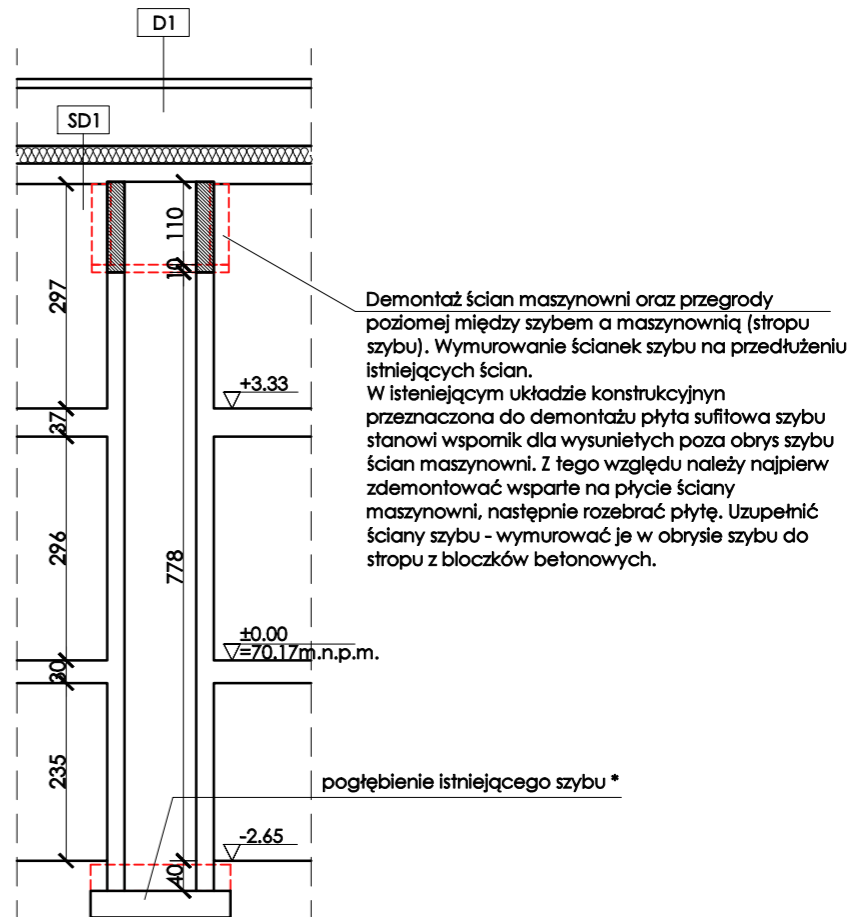 D1
SD1
110
10
297
Demontaż ścian maszynowni oraz przegrody
poziomej między szybem a maszynownią (stropu
szybu). Wymurowanie ścianek szybu na przedłużeniu
istniejących ścian.
W isteniejącym układzie konstrukcyjnyn
przeznaczona do demontażu płyta sufitowa szybu
stanowi wspornik dla wysunietych poza obrys szybu
ścian maszynowni. Z tego względu należy najpierw
zdemontować wsparte na płycie ściany
maszynowni, następnie rozebrać płytę. Uzupełnić
ściany szybu - wymurować je w obrysie szybu do
stropu z bloczków betonowych.
+3.33
37
296
778
±0.00
=70.17m.n.p.m.
30
235
pogłębienie istniejącego szybu *
-2.65
40